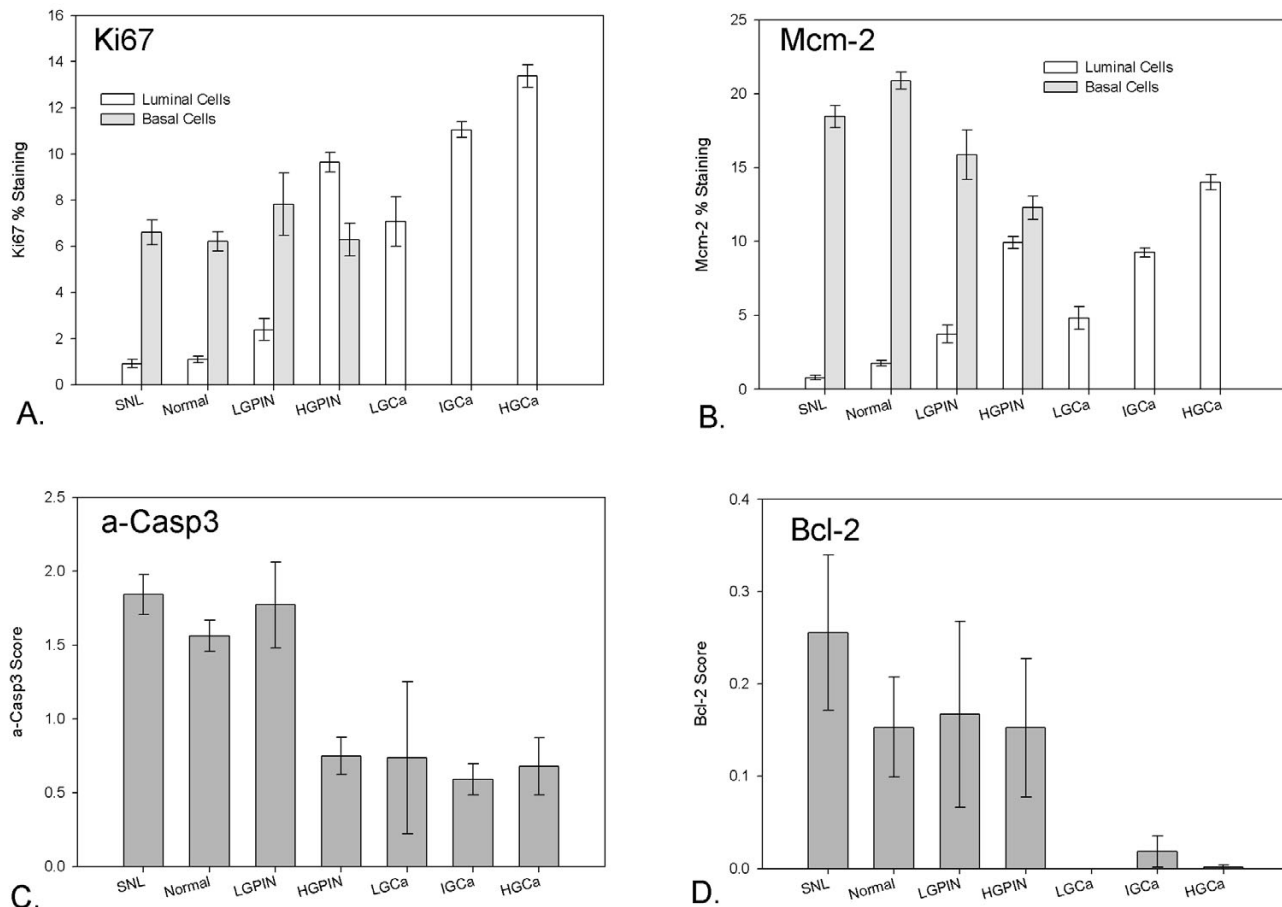 Ki67
16
14
12
10
8
6
4
2
0
Ki67 % Staining
Luminal Cells
Basal Cells
SNL Normal LGPIN HGPIN LGCa IGCa HGCa
A.
Mcm-2
25
20
15
10
5
0
Mcm-2 % Staining
Luminal Cells
Basal Cells
SNL Normal LGPIN HGPIN LGCa IGCa HGCa
B.
a-Casp3
2.5
2.0
1.5
1.0
0.5
0.0
a-Casp3 Score
SNL Normal LGPIN HGPIN LGCa IGCa HGCa
C.
Bcl-2
0.4
0.3
0.2
0.1
0.0
Bcl-2 Score
SNL Normal LGPIN HGPIN LGCa IGCa HGCa
D.